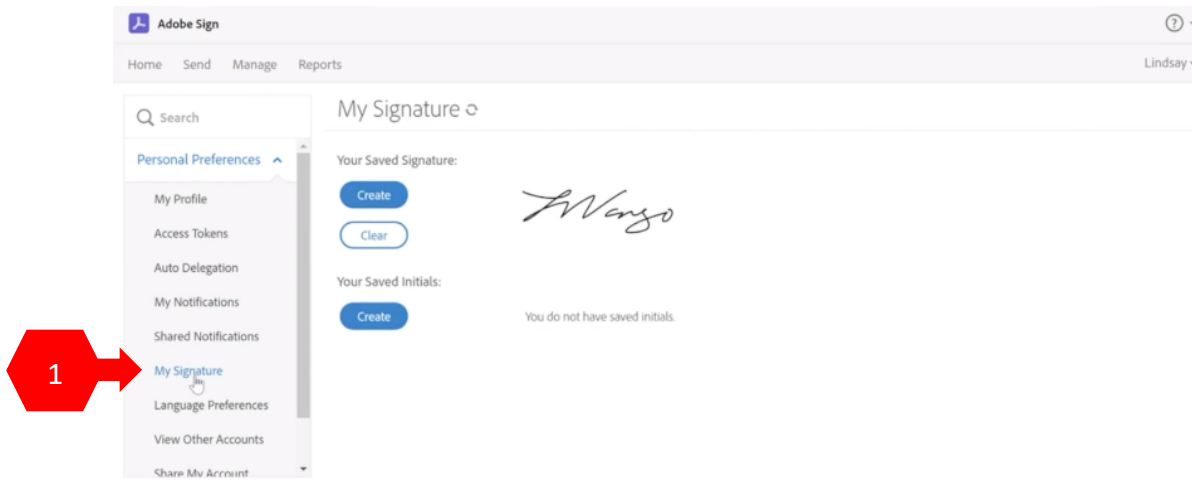 Adobe Sign
?
Home Send Manage Reports
Lindsay
Search
My Signature
Personal Preferences
Your Saved Signature:
My Profile
Create
Access Tokens
Clear
Auto Delegation
Your Saved Initials:
My Notifications
Create
You do not have saved initials.
Shared Notifications
1
My Signature
Language Preferences
View Other Accounts
Share My Account